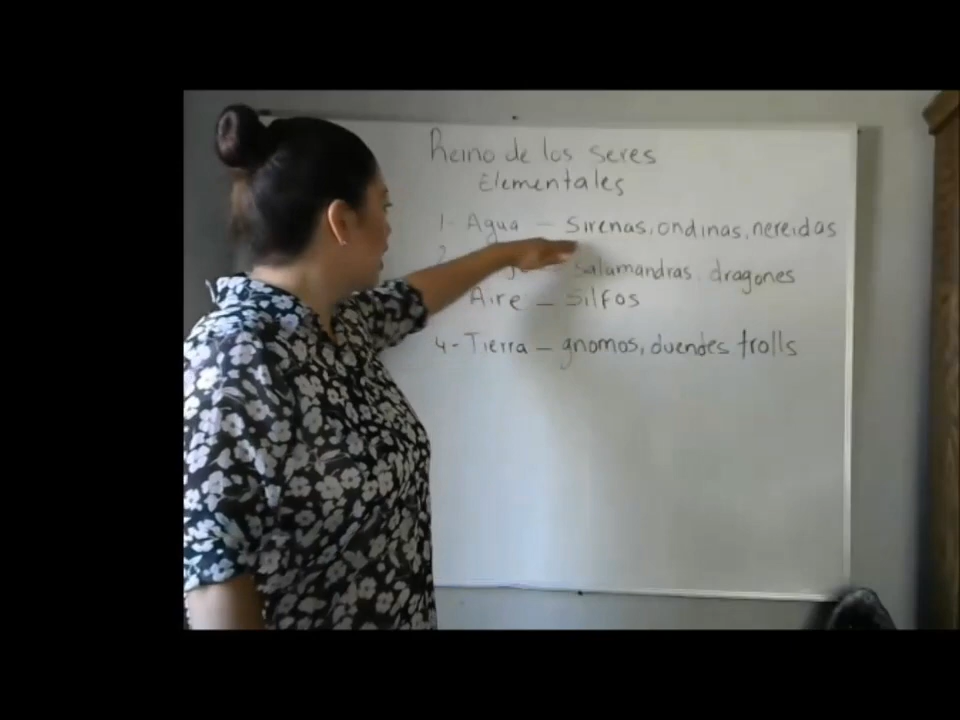 Reino de los seres
Elementales
1- Agua - Sirenas, ondinas, nereidas
2 - Salamandras, dragones
Aire - Silfos
4- Tierra - gnomos, duendes trolls